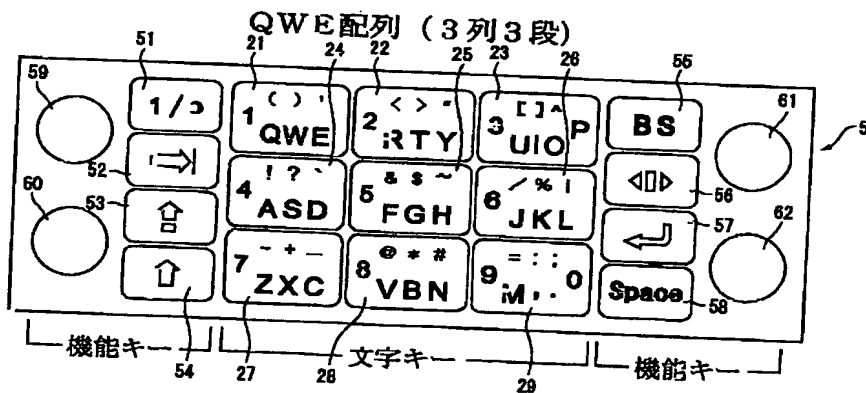 QWE配列 (3列3段)
51 21 24 22 25 23 26 55
59 61
1/ɔ
1 ( ) ' QWE
2 < > " RTY
3 [ ] ^ UIO P
BS
5
52 56
4 ! ? ` ASD
5 & $ ~ FGH
6 / % | JKL
53 57
60 62
7 - + _ ZXC
8 @ * # VBN
9 = : ; M , . 0
Space
58
機能キー 54 27 文字キー 28 29 機能キー